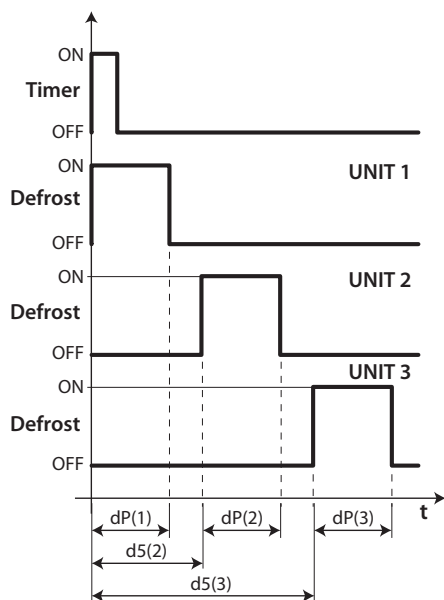 ON
Timer
OFF
ON
UNIT 1
Defrost
OFF
ON
UNIT 2
Defrost
OFF
UNIT 3
ON
Defrost
OFF
t
dP(1) dP(2) dP(3)
d5(2)
d5(3)